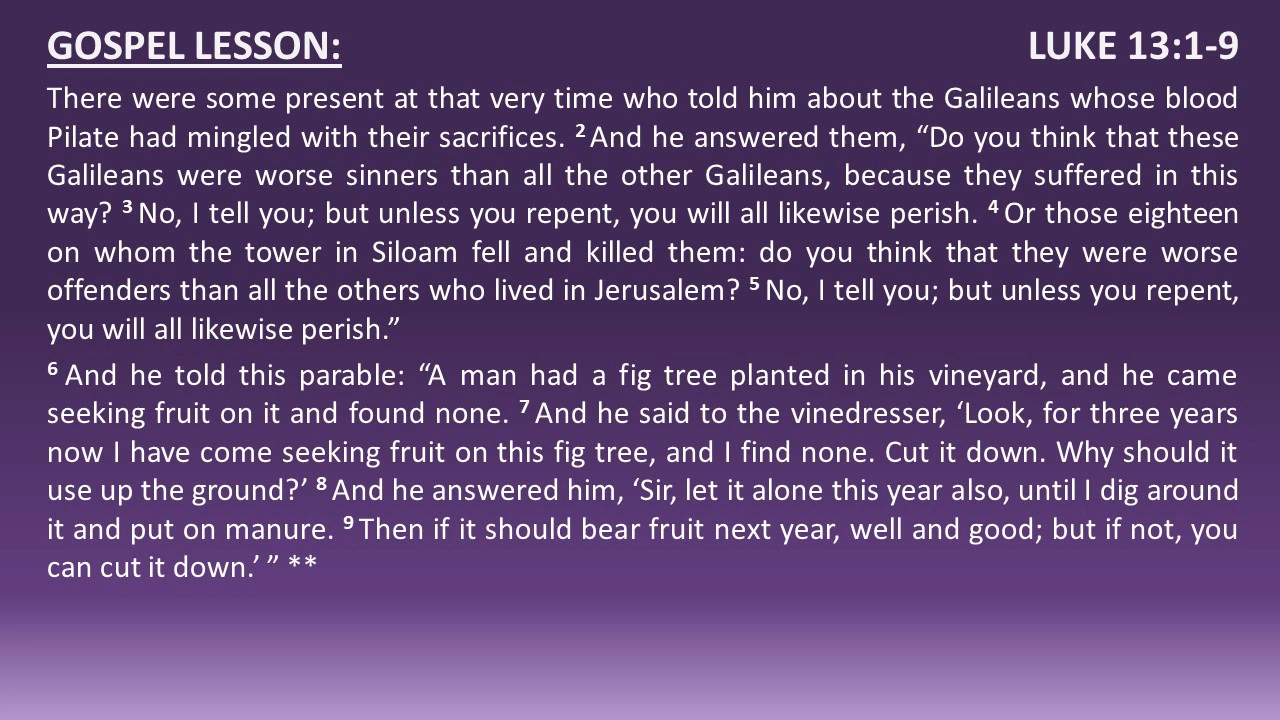 GOSPEL LESSON: LUKE 13:1-9
There were some present at that very time who told him about the Galileans whose blood
Pilate had mingled with their sacrifices. 2 And he answered them, “Do you think that these
Galileans were worse sinners than all the other Galileans, because they suffered in this
way? 3 No, I tell you; but unless you repent, you will all likewise perish. 4 Or those eighteen
on whom the tower in Siloam fell and killed them: do you think that they were worse
offenders than all the others who lived in Jerusalem? 5 No, I tell you; but unless you repent,
you will all likewise perish.”
6 And he told this parable: “A man had a fig tree planted in his vineyard, and he came
seeking fruit on it and found none. 7 And he said to the vinedresser, ‘Look, for three years
now I have come seeking fruit on this fig tree, and I find none. Cut it down. Why should it
use up the ground?’ 8 And he answered him, ‘Sir, let it alone this year also, until I dig around
it and put on manure. 9 Then if it should bear fruit next year, well and good; but if not, you
can cut it down.’ ” **